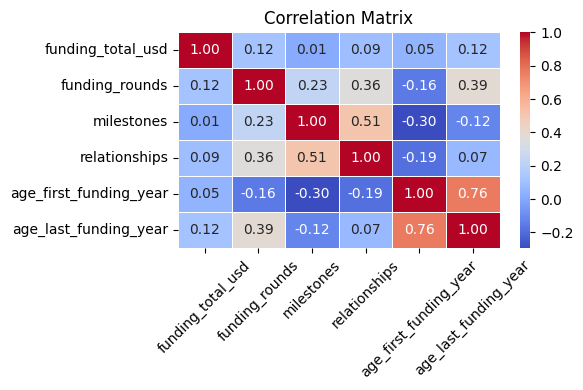 Correlation Matrix
funding_total_usd 1.00 0.12 0.01 0.09 0.05 0.12
funding_rounds 0.12 1.00 0.23 0.36 -0.16 0.39
milestones 0.01 0.23 1.00 0.51 -0.30 -0.12
relationships 0.09 0.36 0.51 1.00 -0.19 0.07
age_first_funding_year 0.05 -0.16 -0.30 -0.19 1.00 0.76
age_last_funding_year 0.12 0.39 -0.12 0.07 0.76 1.00
funding_total_usd
funding_rounds
milestones
relationships
age_first_funding_year
age_last_funding_year
1.0
0.8
0.6
0.4
0.2
0.0
−0.2